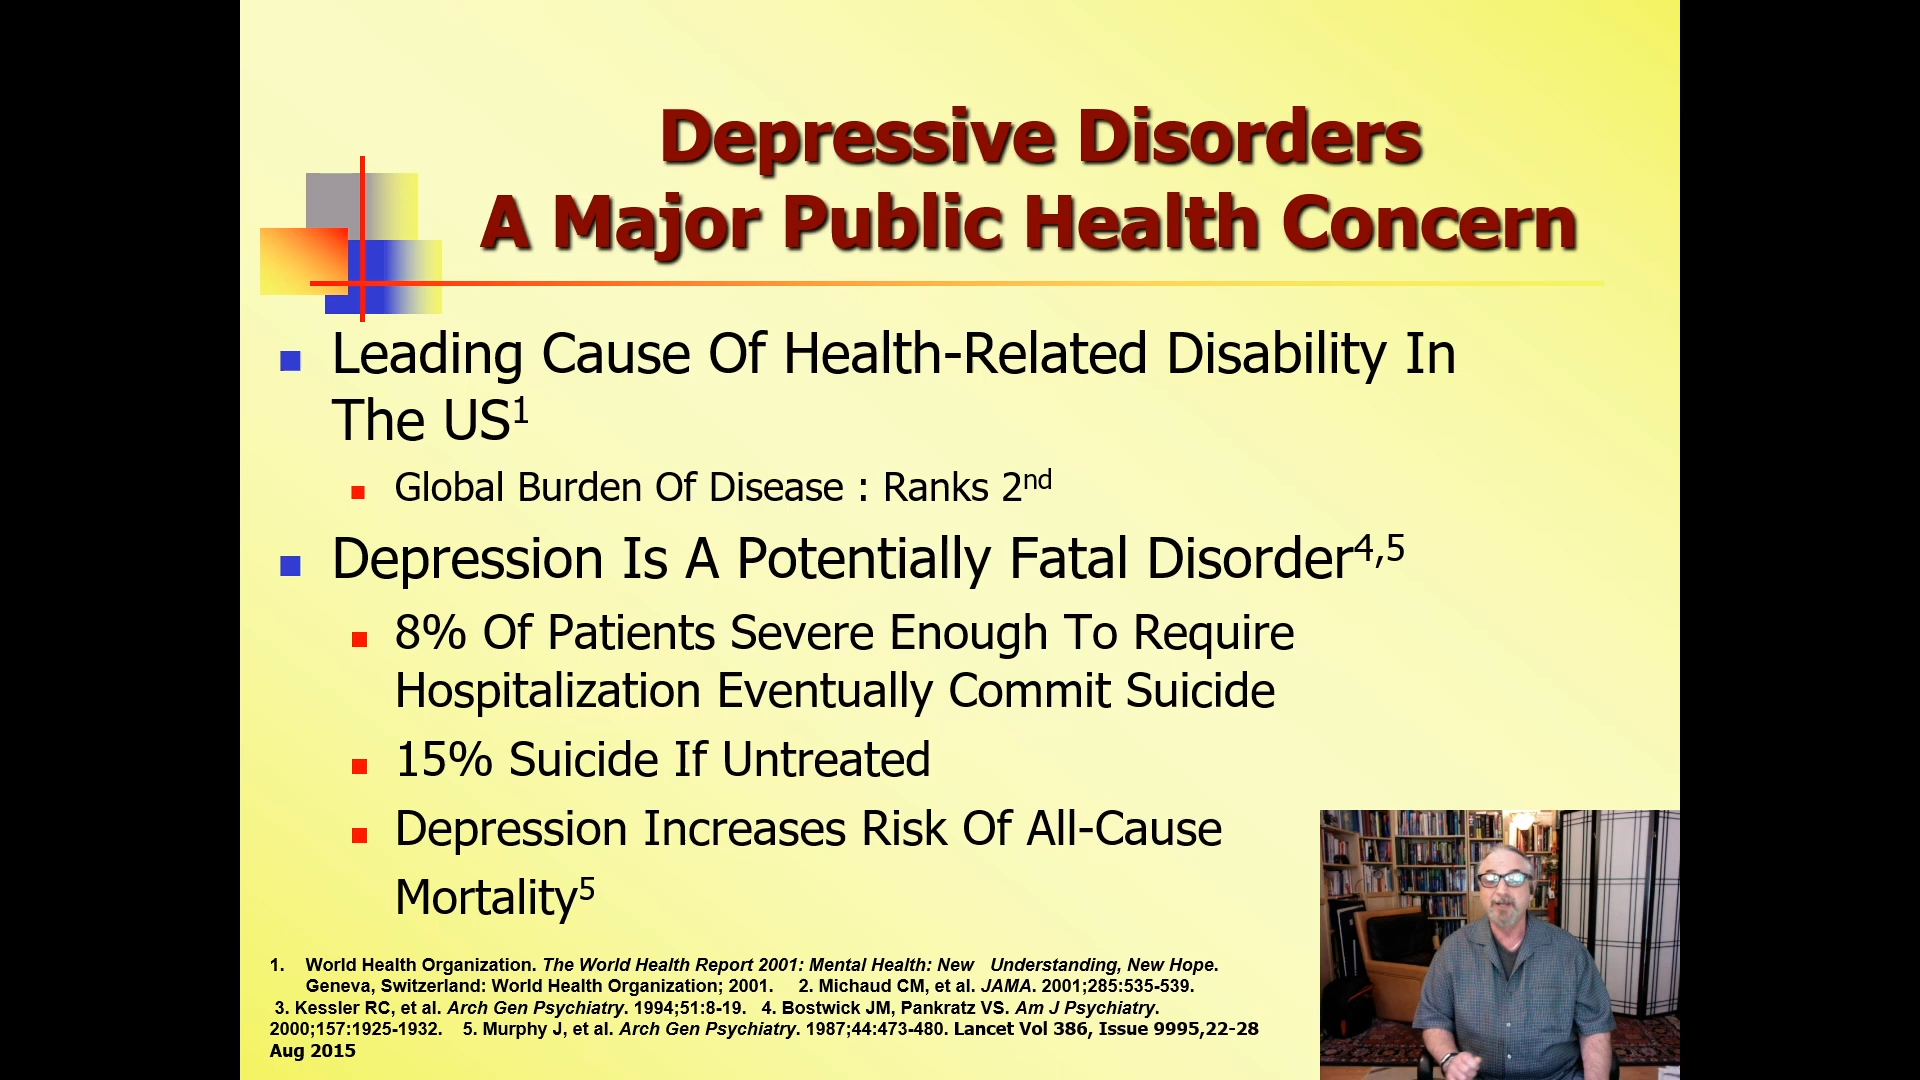 Depressive Disorders
A Major Public Health Concern
Leading Cause Of Health-Related Disability In
The US1
Global Burden Of Disease : Ranks 2nd
Depression Is A Potentially Fatal Disorder4,5
8% Of Patients Severe Enough To Require
Hospitalization Eventually Commit Suicide
15% Suicide If Untreated
Depression Increases Risk Of All-Cause
Mortality5
1. World Health Organization. The World Health Report 2001: Mental Health: New Understanding, New Hope.
Geneva, Switzerland: World Health Organization; 2001. 2. Michaud CM, et al. JAMA. 2001;285:535-539.
3. Kessler RC, et al. Arch Gen Psychiatry. 1994;51:8-19. 4. Bostwick JM, Pankratz VS. Am J Psychiatry.
2000;157:1925-1932. 5. Murphy J, et al. Arch Gen Psychiatry. 1987;44:473-480. Lancet Vol 386, Issue 9995,22-28
Aug 2015